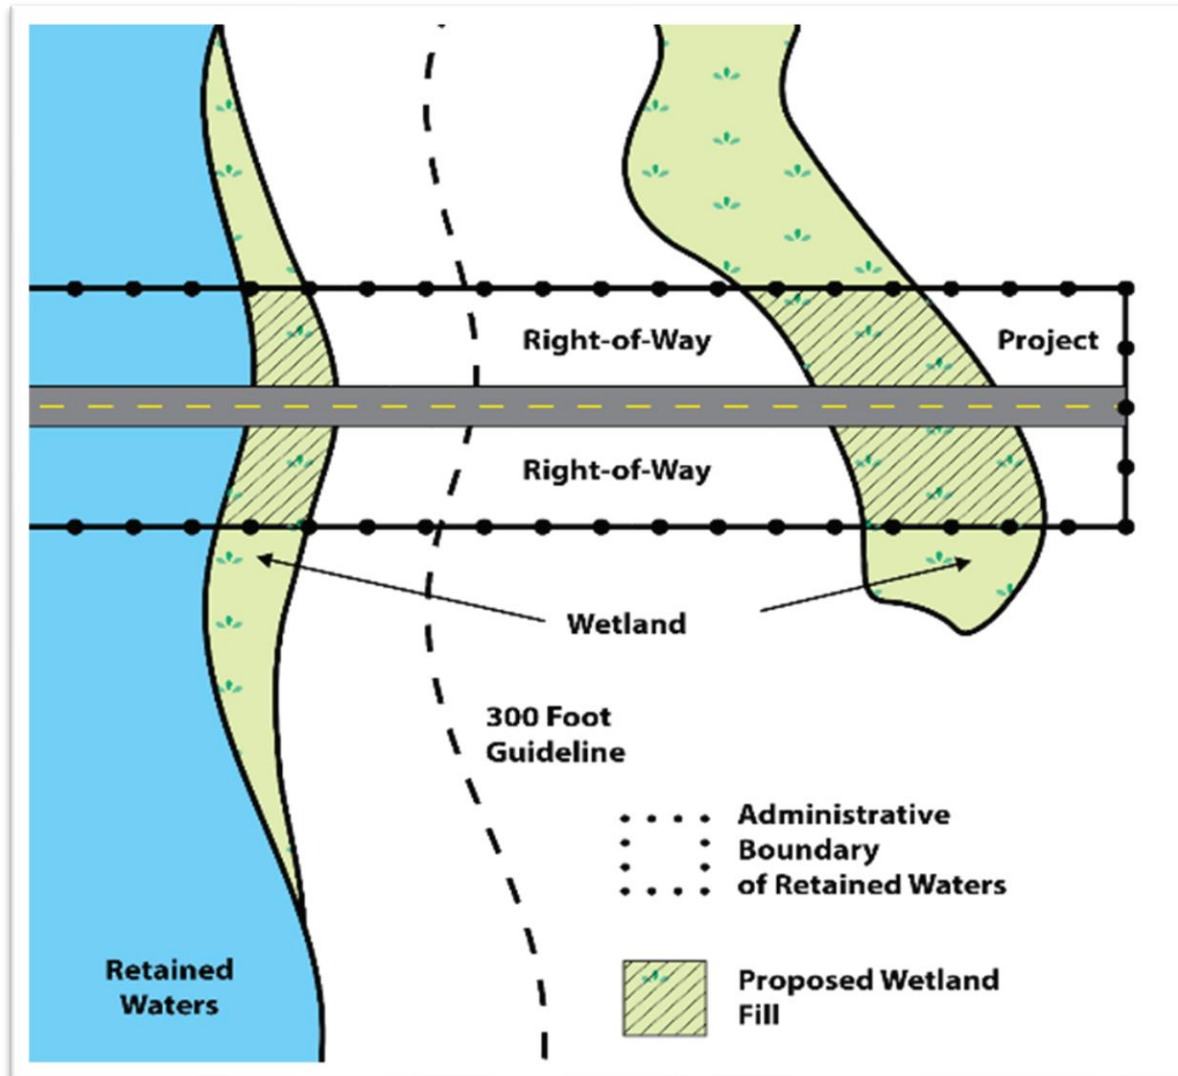 Right-of-Way
Project
Right-of-Way
Wetland
300 Foot
Guideline
Administrative
Boundary
of Retained Waters
Retained
Waters
Proposed Wetland
Fill